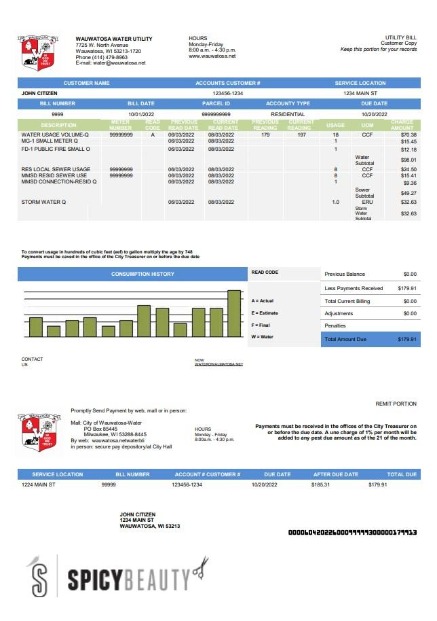 WAUWATOSA WATER UTILITY
7725 W. North Avenue
Wauwatosa, WI 53213-1720
Phone (414) 479-8963
E-mail: water@wauwatosa.net
HOURS
Monday-Friday
8:00 a.m. - 4:30 p.m.
www.wauwatosa.net
UTILITY BILL
Customer Copy
Keep this portion for your records
CUSTOMER NAME ACCOUNTS CUSTOMER # SERVICE LOCATION
JOHN CITIZEN 123456-1234 1234 MAIN ST
BILL NUMBER BILL DATE PARCEL ID ACCOUNTY TYPE DUE DATE
9999 10/01/2022 9999999999 RESIDENTIAL 10/20/2022
DESCRIPTION METER NUMBER READ CODE PREVIOUS READ DATE CURRENT READ DATE PREVIOUS READING CURRENT READING USAGE UOM CHARGE AMOUNT
WATER USAGE VOLUME-Q 99999999 A 06/03/2022 08/03/2022 179 197 18 CCF $70.38
MC-1 SMALL METER Q 06/03/2022 08/03/2022 1 $15.45
FD-1 PUBLIC FIRE SMALL Q 06/03/2022 08/03/2022 1 $12.18
Water Subtotal $98.01
RES LOCAL SEWER USAGE 99999999 06/03/2022 08/03/2022 8 CCF $24.50
MMSD RESID SEWER USE 99999999 06/03/2022 08/03/2022 8 CCF $15.41
MMSD CONNECTION-RESID Q 06/03/2022 08/03/2022 1 $9.36
Sewer Subtotal $49.27
STORM WATER Q 06/03/2022 08/03/2022 1.0 ERU $32.63
Storm Water Subtotal $32.63
To convert usage in hundreds of cubic feet (ccf) to gallon multiply the age by 748
Payments must be saved in the office of the City Treasurer on or before the due date
CONSUMPTION HISTORY
READ CODE
A = Actual
E = Estimate
F = Final
W = Water
Previous Balance $0.00
Less Payments Received $179.91
Total Current Billing $0.00
Adjustments $0.00
Penalties
Total Amount Due $179.91
CONTACT
US
NOW
WATERWAUWATOSA.NET
REMIT PORTION
Promptly Send Payment by web, mail or in person:
Mail: City of Wauwatosa-Water
PO Box 88445
Milwaukee, WI 53288-8445
By web: wauwatosa.net/waterbill
in person: secure pay depository/at City Hall
HOURS
Monday - Friday
8:00a.m. - 4:30 p.m.
Payments must be received in the offices of the City Treasurer on
or before the due date. A use charge of 1% per month will be
added to any post due amount as the 21 of the month.
SERVICE LOCATION BILL NUMBER ACCOUNT # CUSTOMER # DUE DATE AFTER DUE DATE TOTAL DUE
1224 MAIN ST 9999 123456-1234 10/20/2022 $185.31 $179.91
JOHN CITIZEN
1234 MAIN ST
WAUWATOSA, WI 53213
SPICYBEAUTY